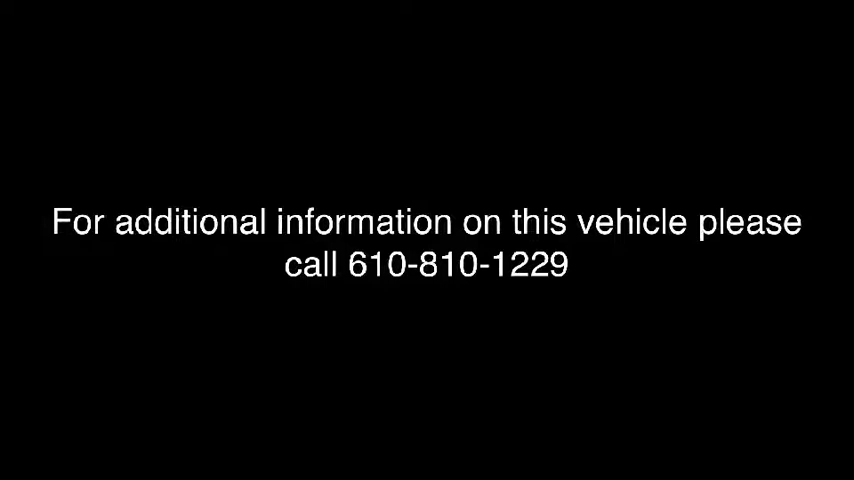 For additional information on this vehicle please
call 610-810-1229